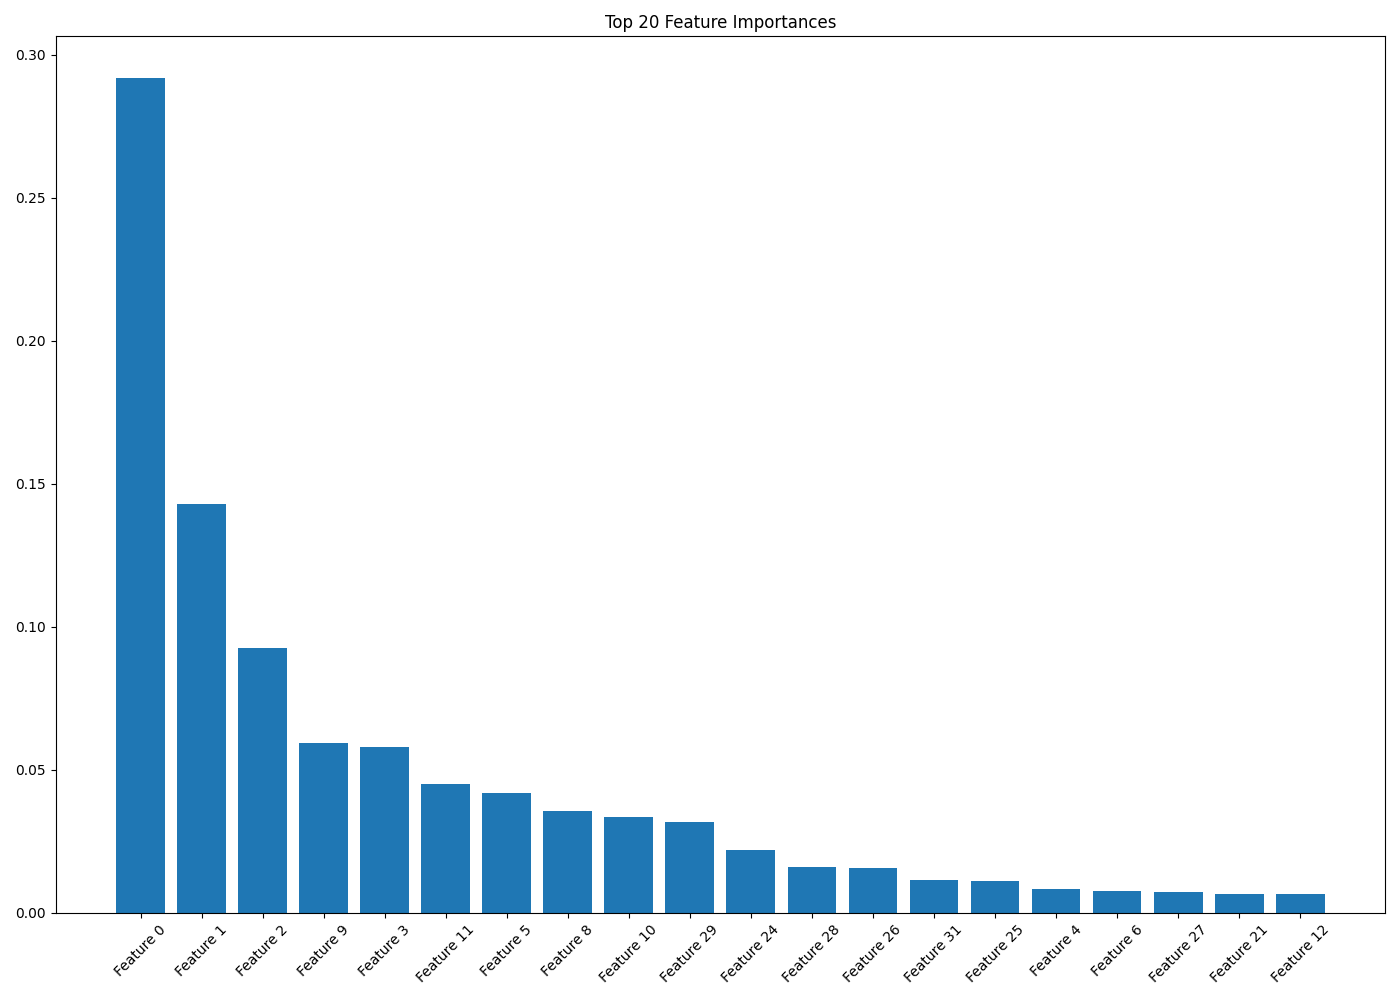 Top 20 Feature Importances
0.30
0.25
0.20
0.15
0.10
0.05
0.00
Feature 0
Feature 1
Feature 2
Feature 9
Feature 3
Feature 11
Feature 5
Feature 8
Feature 10
Feature 29
Feature 24
Feature 28
Feature 26
Feature 31
Feature 25
Feature 4
Feature 6
Feature 27
Feature 21
Feature 12